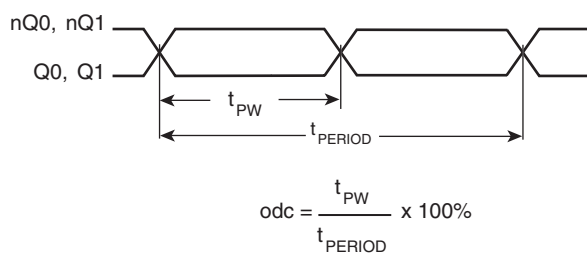 nQ0, nQ1
Q0, Q1
tPW
tPERIOD
odc = tPW / tPERIOD x 100%